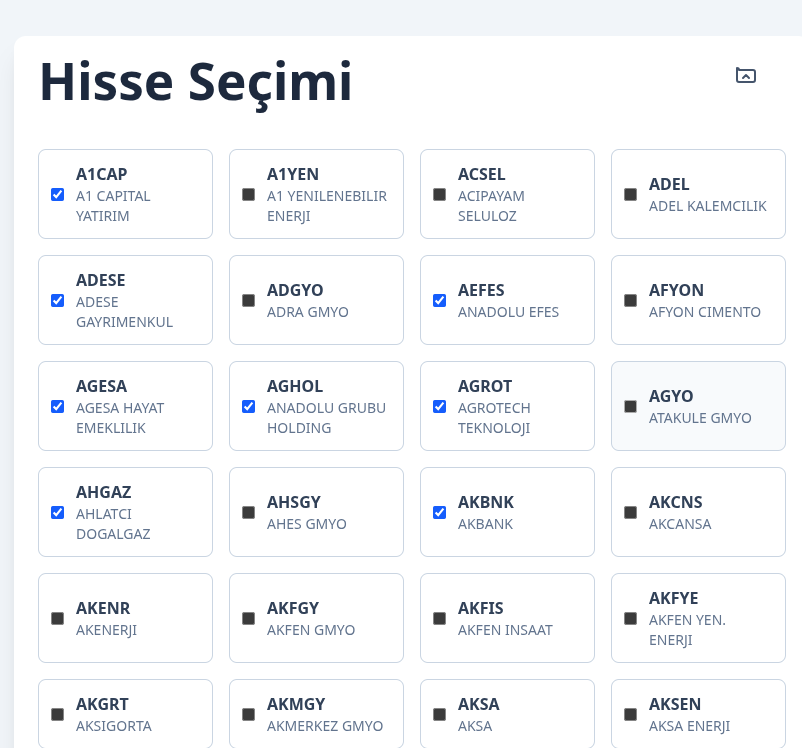 Hisse Seçimi
A1CAP
A1 CAPITAL
YATIRIM
A1YEN
A1 YENILENEBILIR
ENERJI
ACSEL
ACIPAYAM
SELULOZ
ADEL
ADEL KALEMCILIK
ADESE
ADESE
GAYRIMENKUL
ADGYO
ADRA GMYO
AEFES
ANADOLU EFES
AFYON
AFYON CIMENTO
AGESA
AGESA HAYAT
EMEKLILIK
AGHOL
ANADOLU GRUBU
HOLDING
AGROT
AGROTECH
TEKNOLOJI
AGYO
ATAKULE GMYO
AHGAZ
AHLATCI
DOGALGAZ
AHSGY
AHES GMYO
AKBNK
AKBANK
AKCNS
AKCANSA
AKENR
AKENERJI
AKFGY
AKFEN GMYO
AKFIS
AKFEN INSAAT
AKFYE
AKFEN YEN.
ENERJI
AKGRT
AKSIGORTA
AKMGY
AKMERKEZ GMYO
AKSA
AKSA
AKSEN
AKSA ENERJI